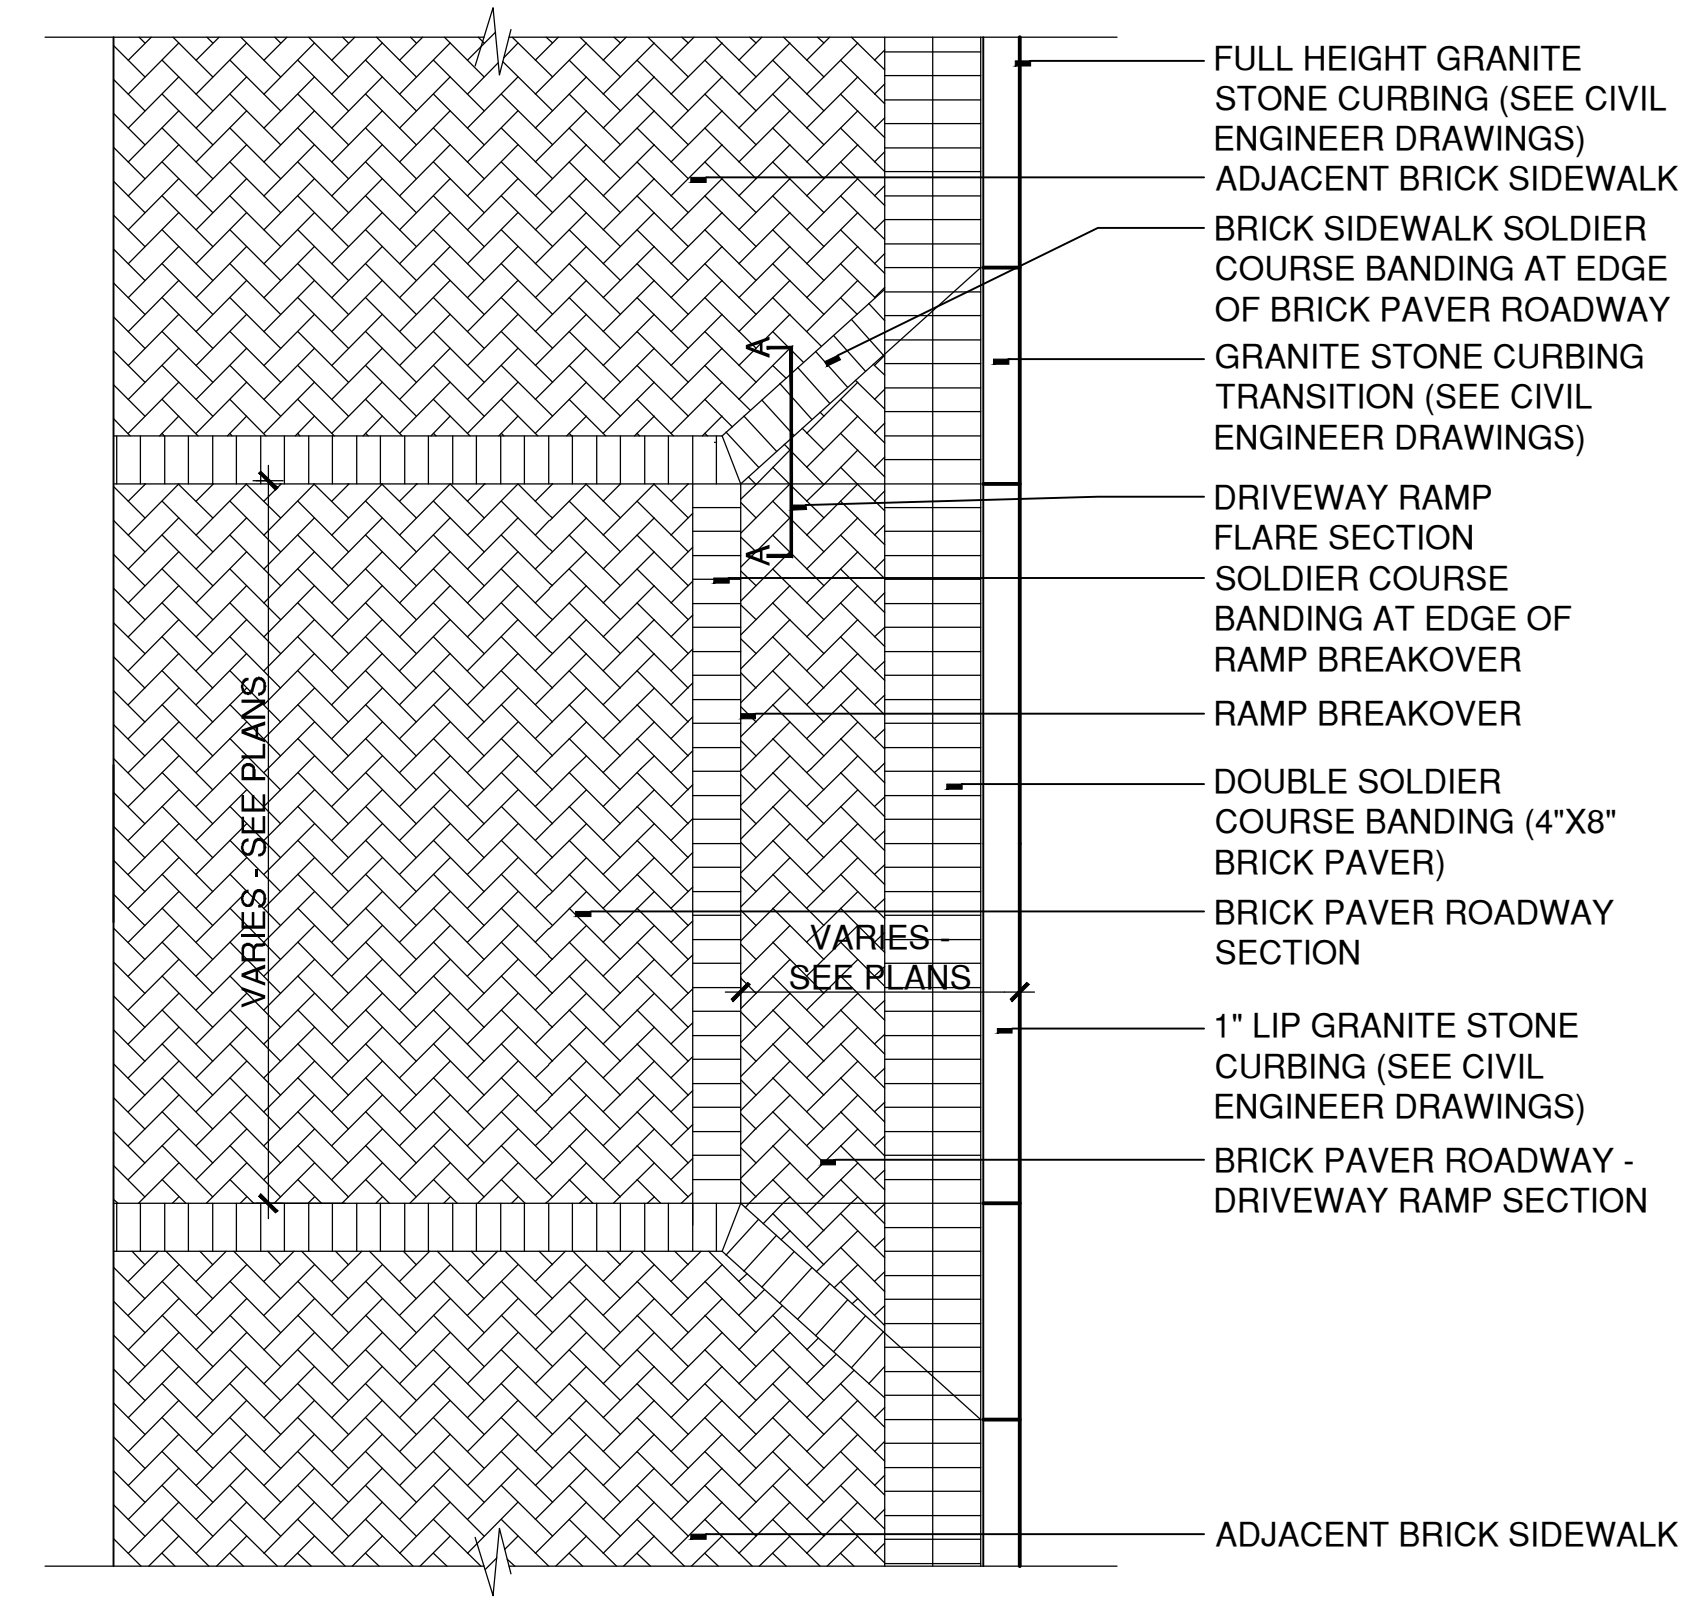 FULL HEIGHT GRANITE
STONE CURBING (SEE CIVIL
ENGINEER DRAWINGS)
ADJACENT BRICK SIDEWALK
BRICK SIDEWALK SOLDIER
COURSE BANDING AT EDGE
OF BRICK PAVER ROADWAY
A
GRANITE STONE CURBING
TRANSITION (SEE CIVIL
ENGINEER DRAWINGS)
DRIVEWAY RAMP
FLARE SECTION
A
SOLDIER COURSE
BANDING AT EDGE OF
RAMP BREAKOVER
RAMP BREAKOVER
DOUBLE SOLDIER
COURSE BANDING (4"X8"
BRICK PAVER)
VARIES - SEE PLANS
BRICK PAVER ROADWAY
SECTION
VARIES -
SEE PLANS
1" LIP GRANITE STONE
CURBING (SEE CIVIL
ENGINEER DRAWINGS)
BRICK PAVER ROADWAY -
DRIVEWAY RAMP SECTION
ADJACENT BRICK SIDEWALK